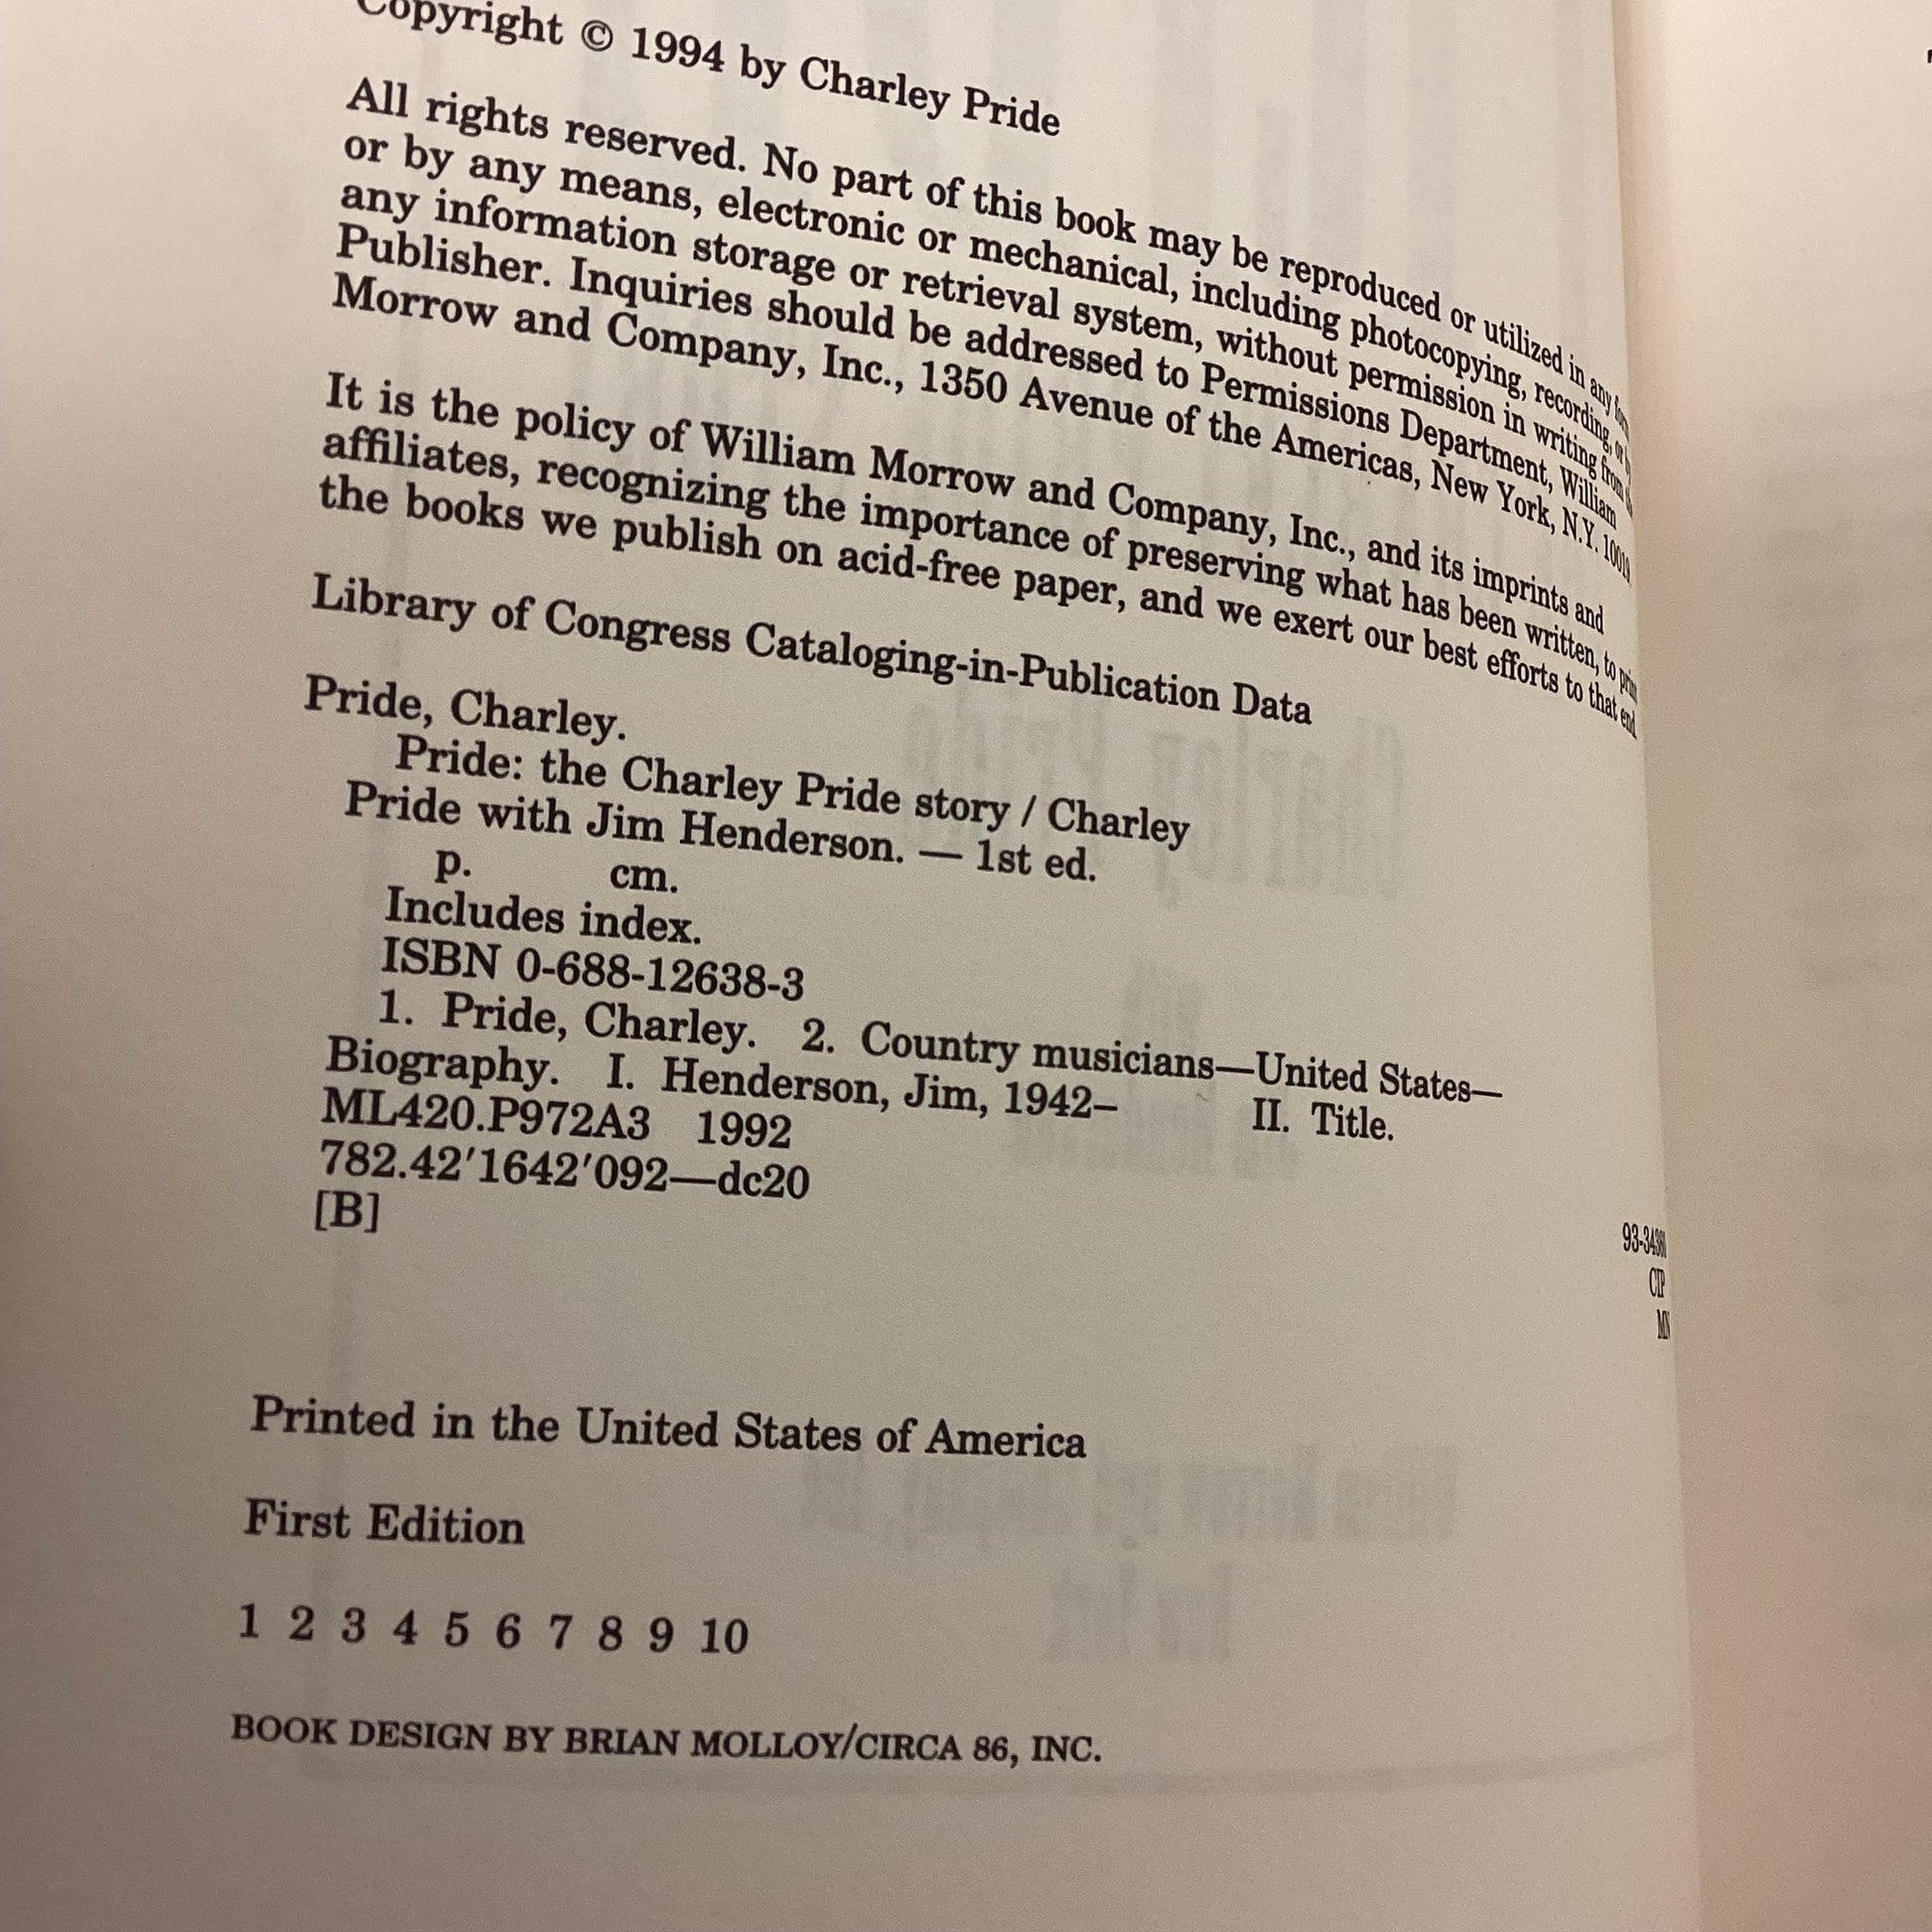 Copyright © 1994 by Charley Pride
All rights reserved. No part of this book may be reproduced or utilized in any form
or by any means, electronic or mechanical, including photocopying, recording, or by
any information storage or retrieval system, without permission in writing from the
Publisher. Inquiries should be addressed to Permissions Department, William
Morrow and Company, Inc., 1350 Avenue of the Americas, New York, N.Y. 10019
It is the policy of William Morrow and Company, Inc., and its imprints and
affiliates, recognizing the importance of preserving what has been written, to print
the books we publish on acid-free paper, and we exert our best efforts to that end.
Library of Congress Cataloging-in-Publication Data
Pride, Charley.
Pride: the Charley Pride story / Charley
Pride with Jim Henderson. — 1st ed.
p. cm.
Includes index.
ISBN 0-688-12638-3
1. Pride, Charley. 2. Country musicians—United States—
Biography. I. Henderson, Jim, 1942– II. Title.
ML420.P972A3 1992
782.42'1642'092—dc20
[B]
CIP
MN
Printed in the United States of America
First Edition
1 2 3 4 5 6 7 8 9 10
BOOK DESIGN BY BRIAN MOLLOY/CIRCA 86, INC.